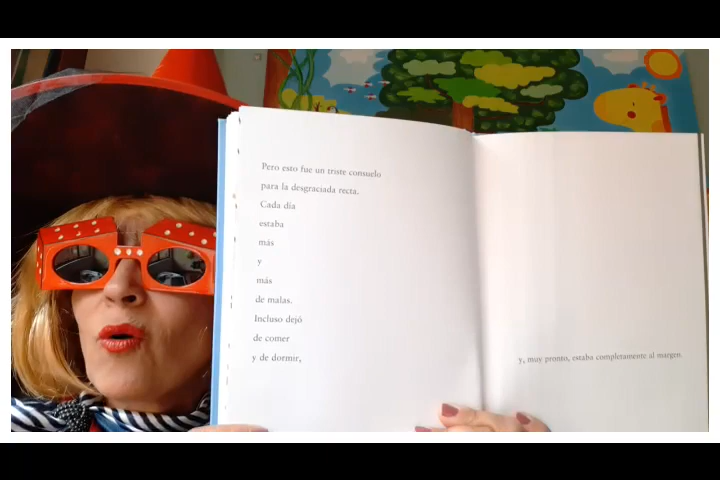 Pero esto fue un triste consuelo
para la desgraciada recta.
Cada día
estaba
más
y
más
de malas.
Incluso dejó
de comer
y de dormir,
y, muy pronto, estaba completamente al margen.